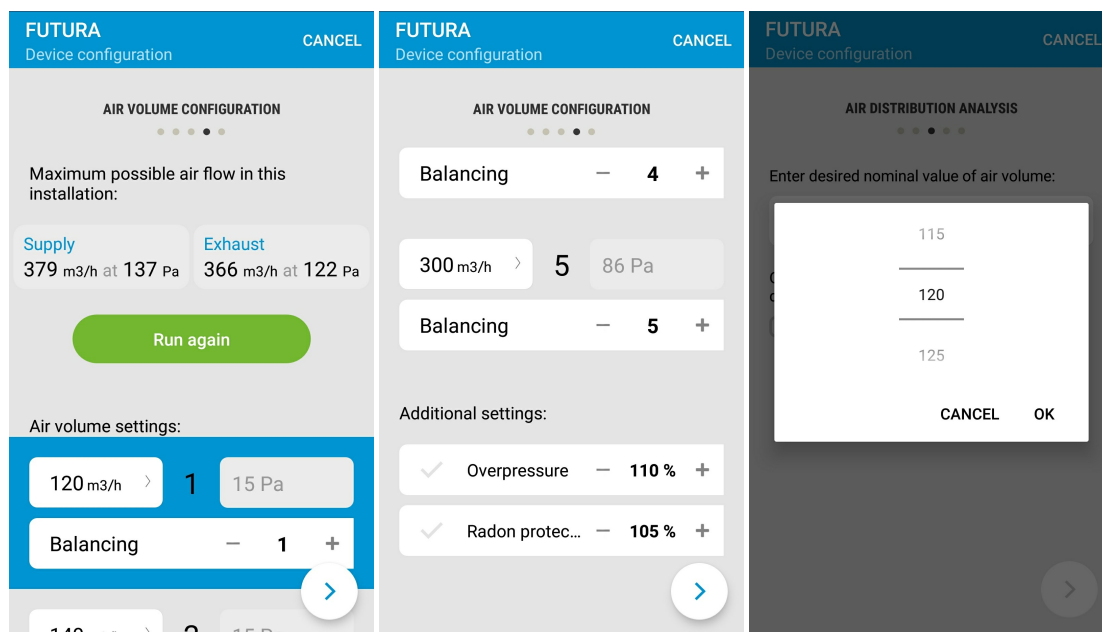 FUTURA
Device configuration
CANCEL
AIR VOLUME CONFIGURATION
Maximum possible air flow in this
installation:
Supply
379 m3/h at 137 Pa
Exhaust
366 m3/h at 122 Pa
Run again
Air volume settings:
120 m3/h
1
15 Pa
Balancing
− 1 +
FUTURA
Device configuration
CANCEL
AIR VOLUME CONFIGURATION
Balancing
− 4 +
300 m3/h
5
86 Pa
Balancing
− 5 +
Additional settings:
Overpressure − 110 % +
Radon protec... − 105 % +
FUTURA
Device configuration
CANCEL
AIR DISTRIBUTION ANALYSIS
Enter desired nominal value of air volume:
115
120
125
CANCEL OK